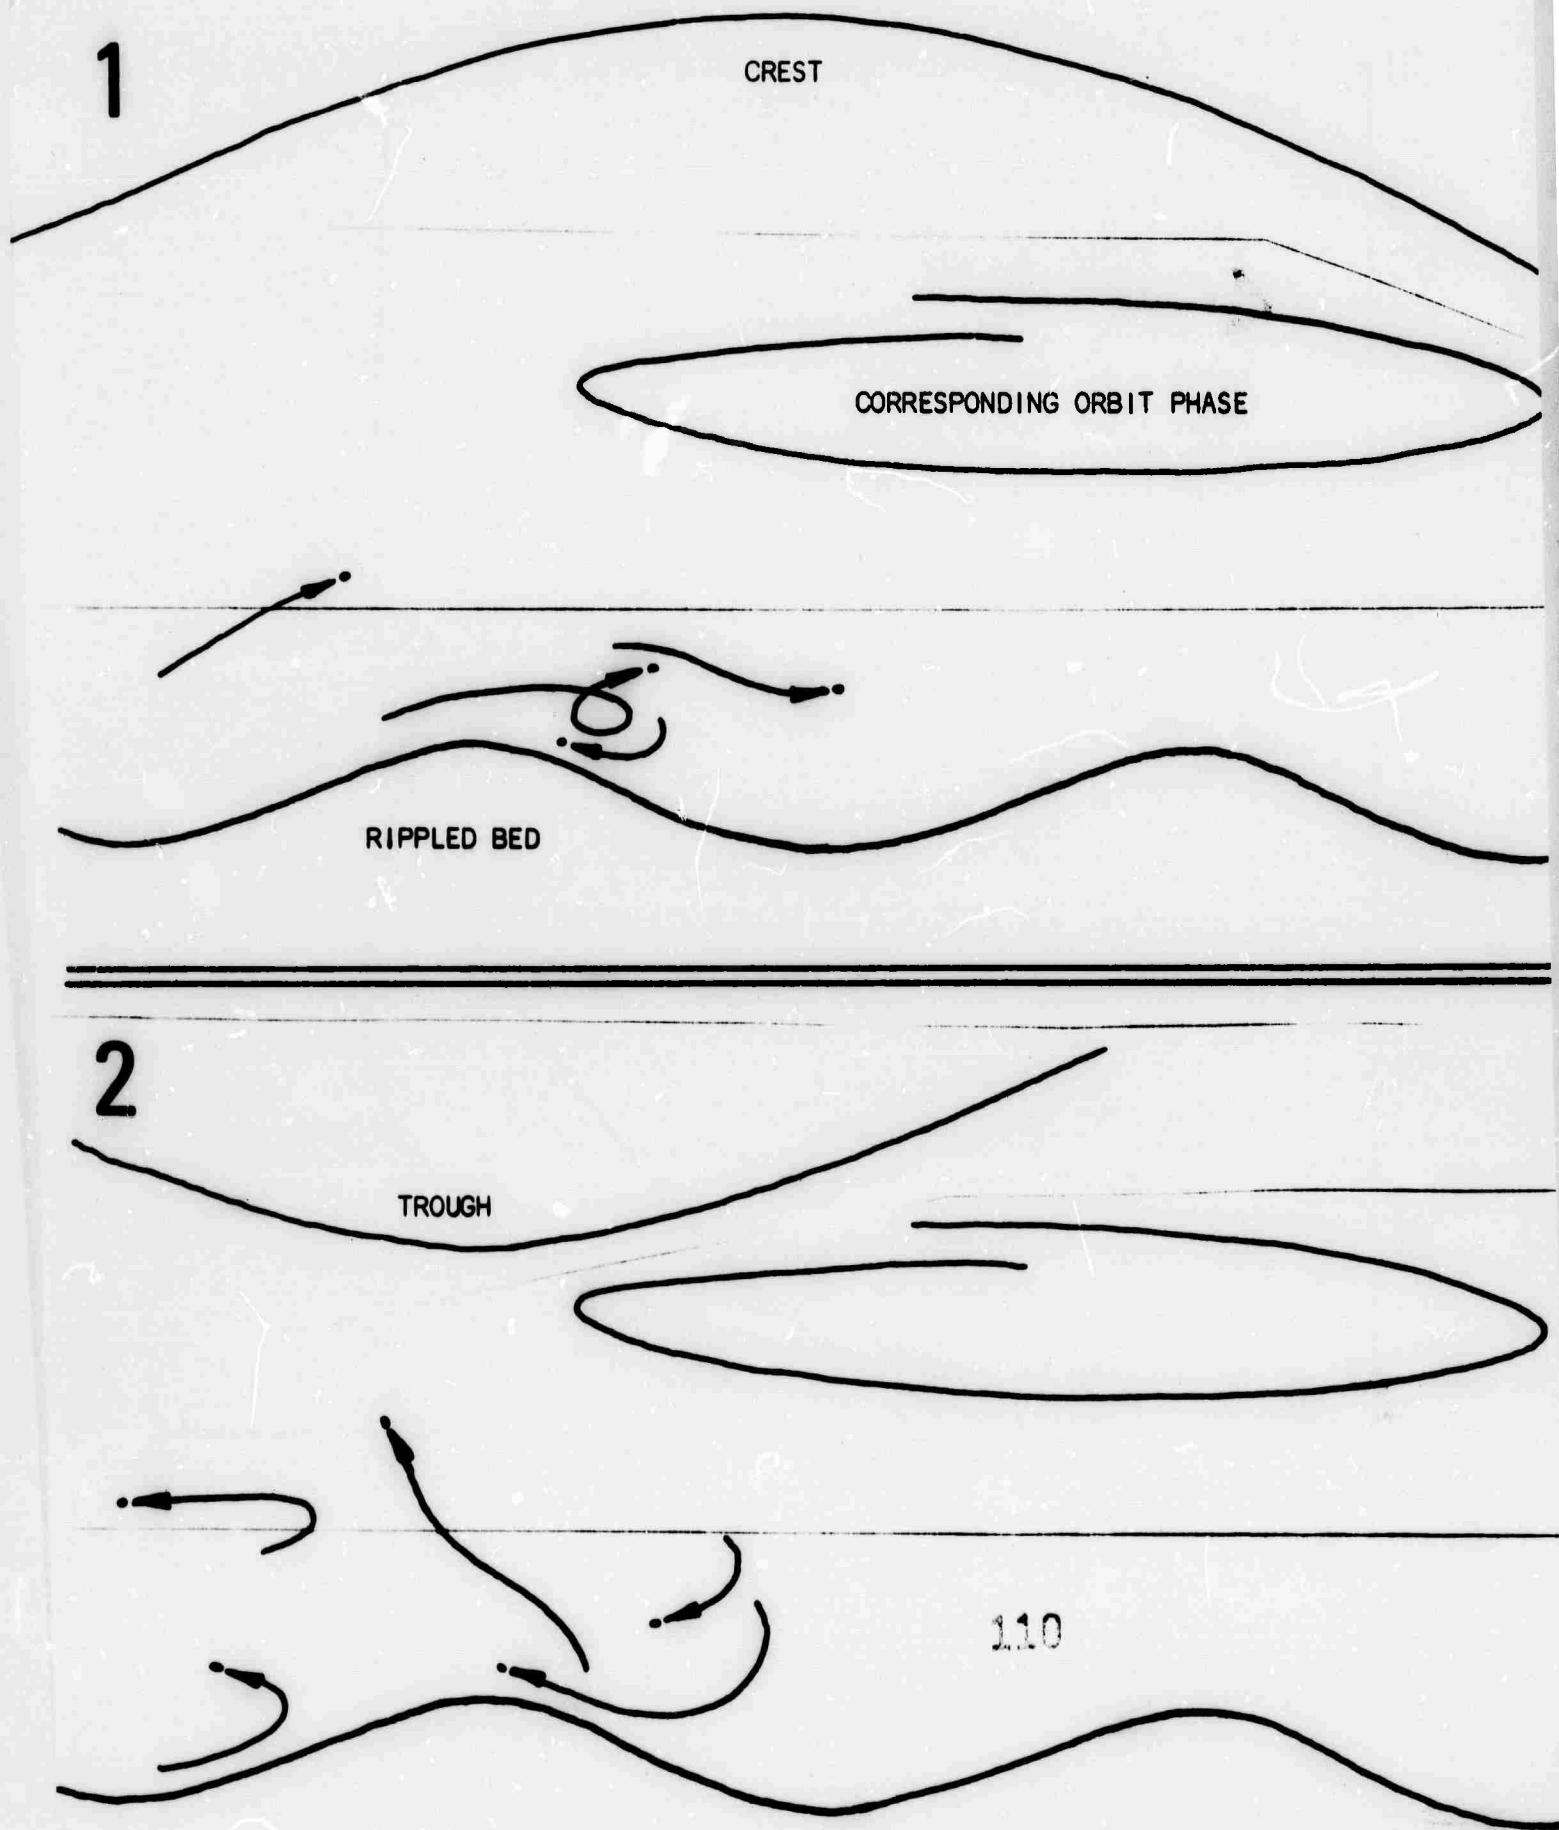 1
CREST
CORRESPONDING ORBIT PHASE
RIPPLED BED
2
TROUGH
110